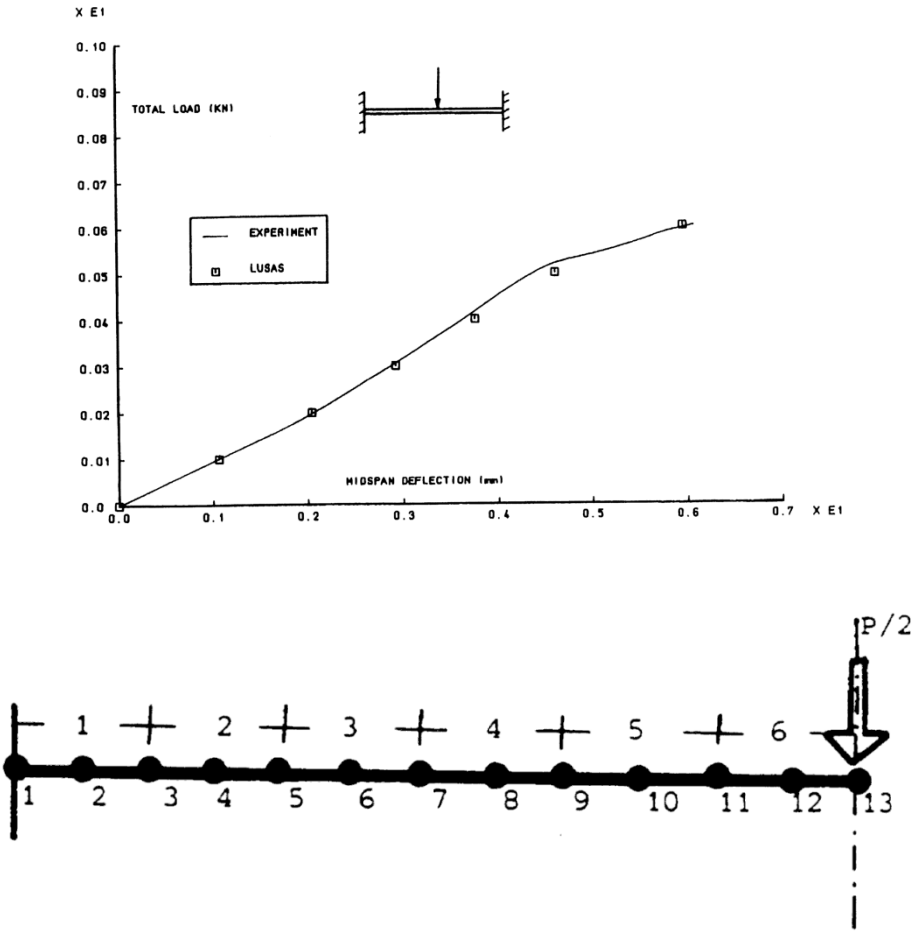 X E1
0.10
0.09
TOTAL LOAD (KN)
0.08
0.07
0.06
EXPERIMENT
LUSAS
0.05
0.04
0.03
0.02
0.01
MIDSPAN DEFLECTION (mm)
0.0
0.0 0.1 0.2 0.3 0.4 0.5 0.6 0.7 X E1
P/2
1 2 3 4 5 6
1 2 3 4 5 6 7 8 9 10 11 12 13